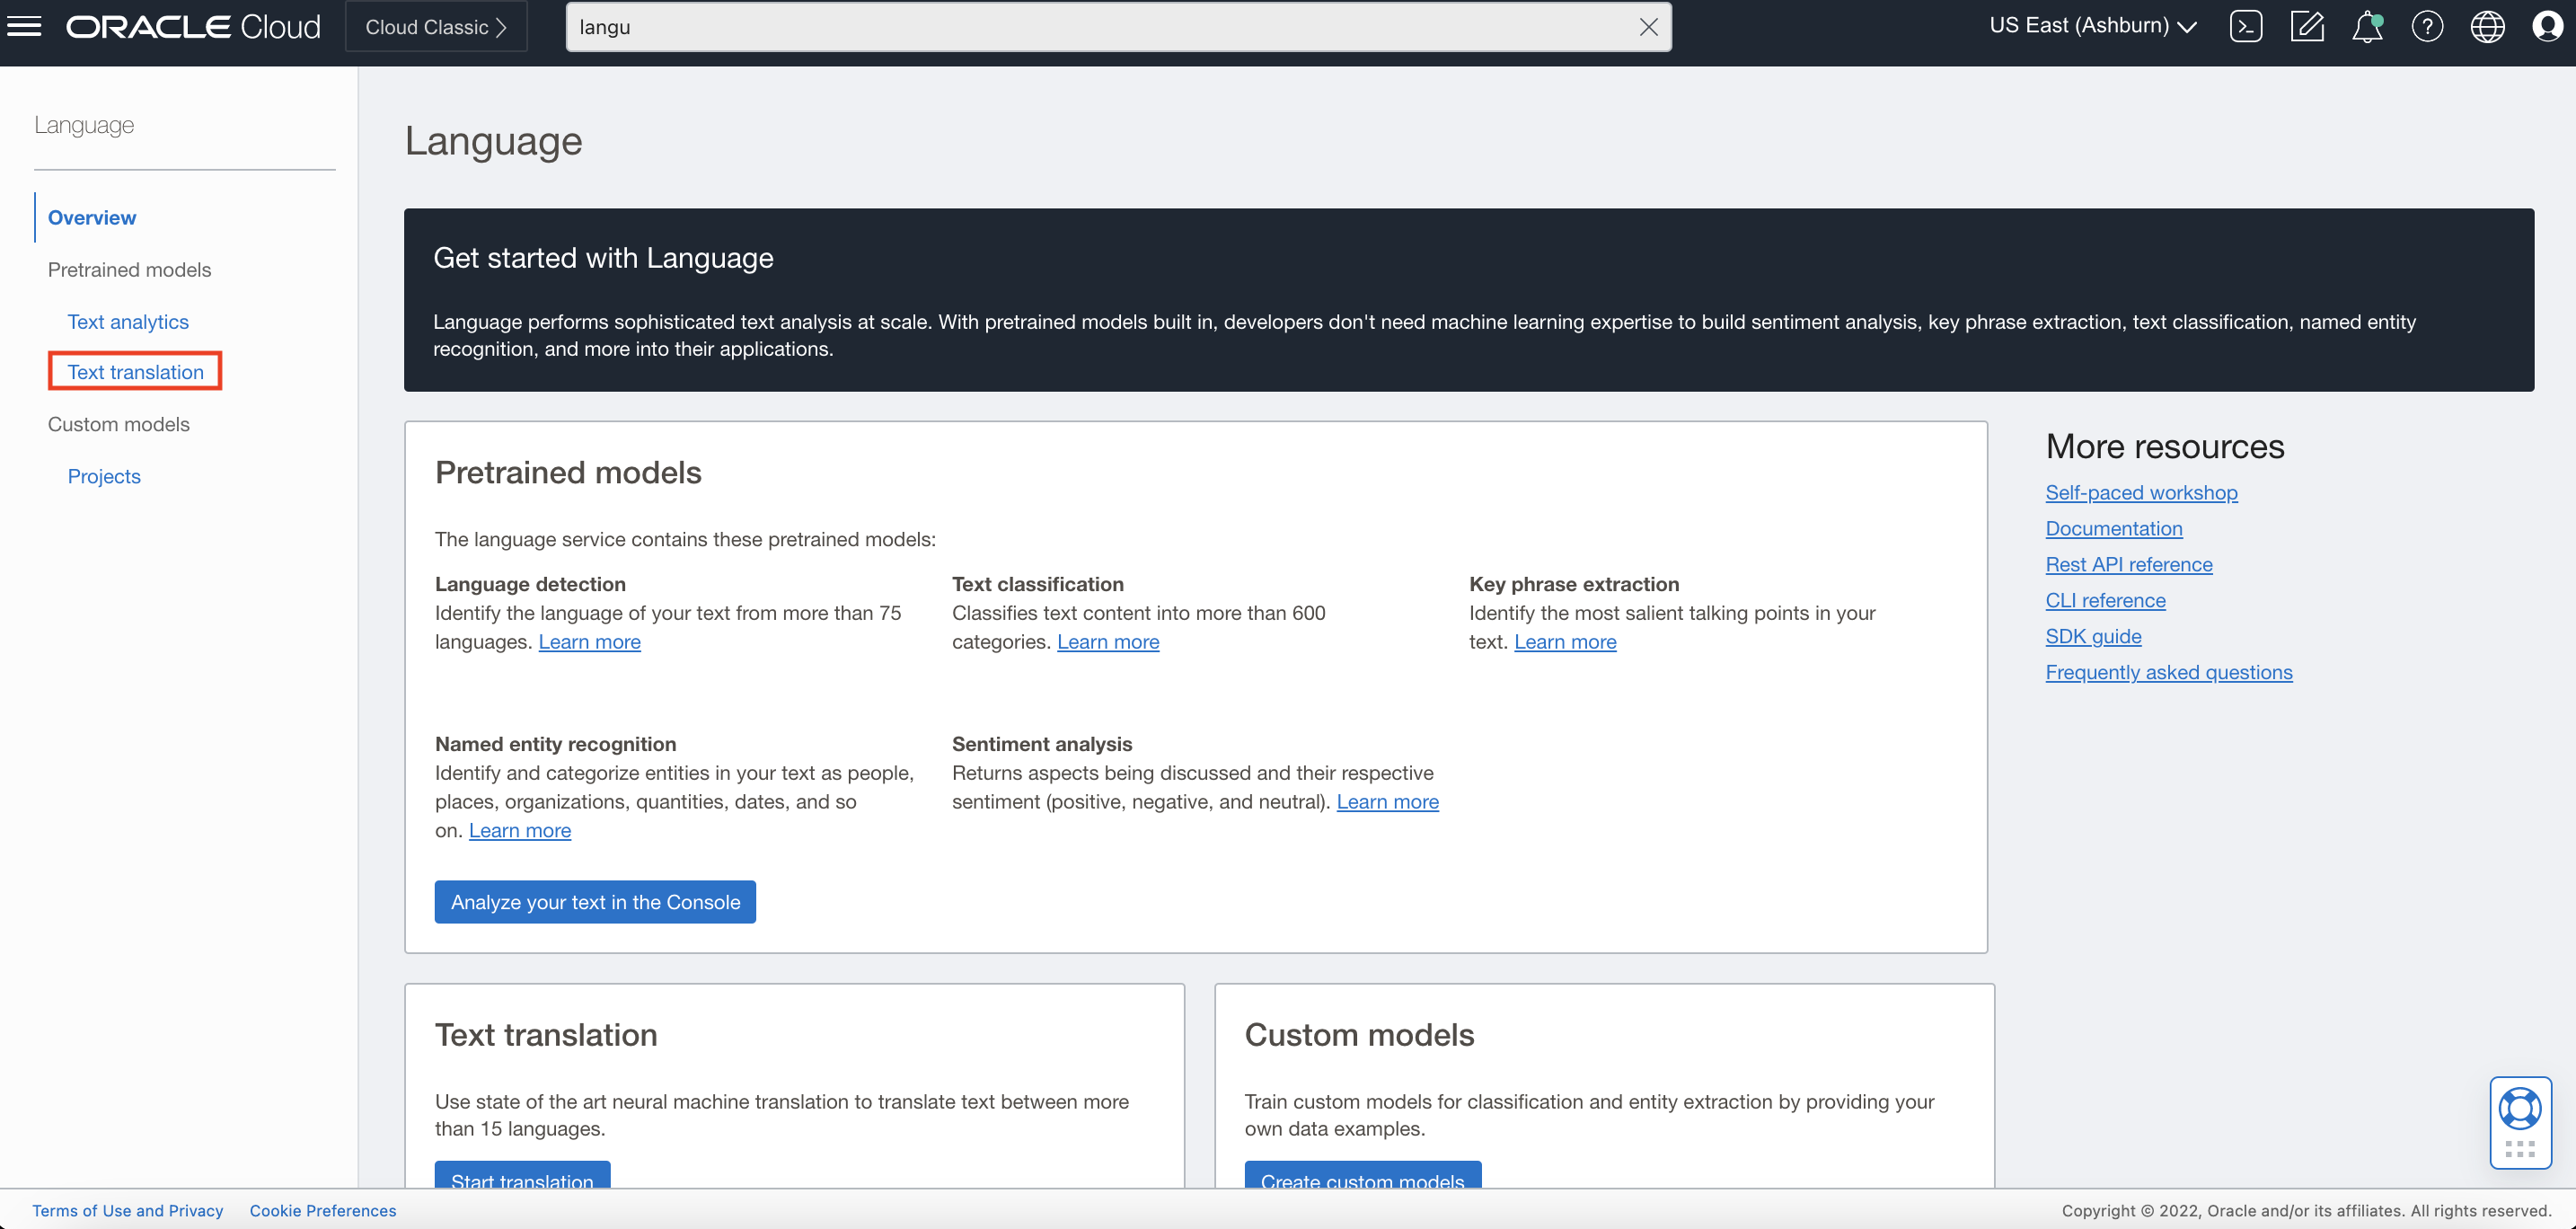 ORACLE Cloud
Cloud Classic
langu
US East (Ashburn)
Language
Overview
Pretrained models
Text analytics
Text translation
Custom models
Projects
Language
Get started with Language
Language performs sophisticated text analysis at scale. With pretrained models built in, developers don't need machine learning expertise to build sentiment analysis, key phrase extraction, text classification, named entity
recognition, and more into their applications.
Pretrained models
The language service contains these pretrained models:
Language detection
Identify the language of your text from more than 75
languages. Learn more
Text classification
Classifies text content into more than 600
categories. Learn more
Key phrase extraction
Identify the most salient talking points in your
text. Learn more
Named entity recognition
Identify and categorize entities in your text as people,
places, organizations, quantities, dates, and so
on. Learn more
Sentiment analysis
Returns aspects being discussed and their respective
sentiment (positive, negative, and neutral). Learn more
Analyze your text in the Console
More resources
Self-paced workshop
Documentation
Rest API reference
CLI reference
SDK guide
Frequently asked questions
Text translation
Use state of the art neural machine translation to translate text between more
than 15 languages.
Start translation
Custom models
Train custom models for classification and entity extraction by providing your
own data examples.
Create custom models
Terms of Use and Privacy
Cookie Preferences
Copyright © 2022, Oracle and/or its affiliates. All rights reserved.